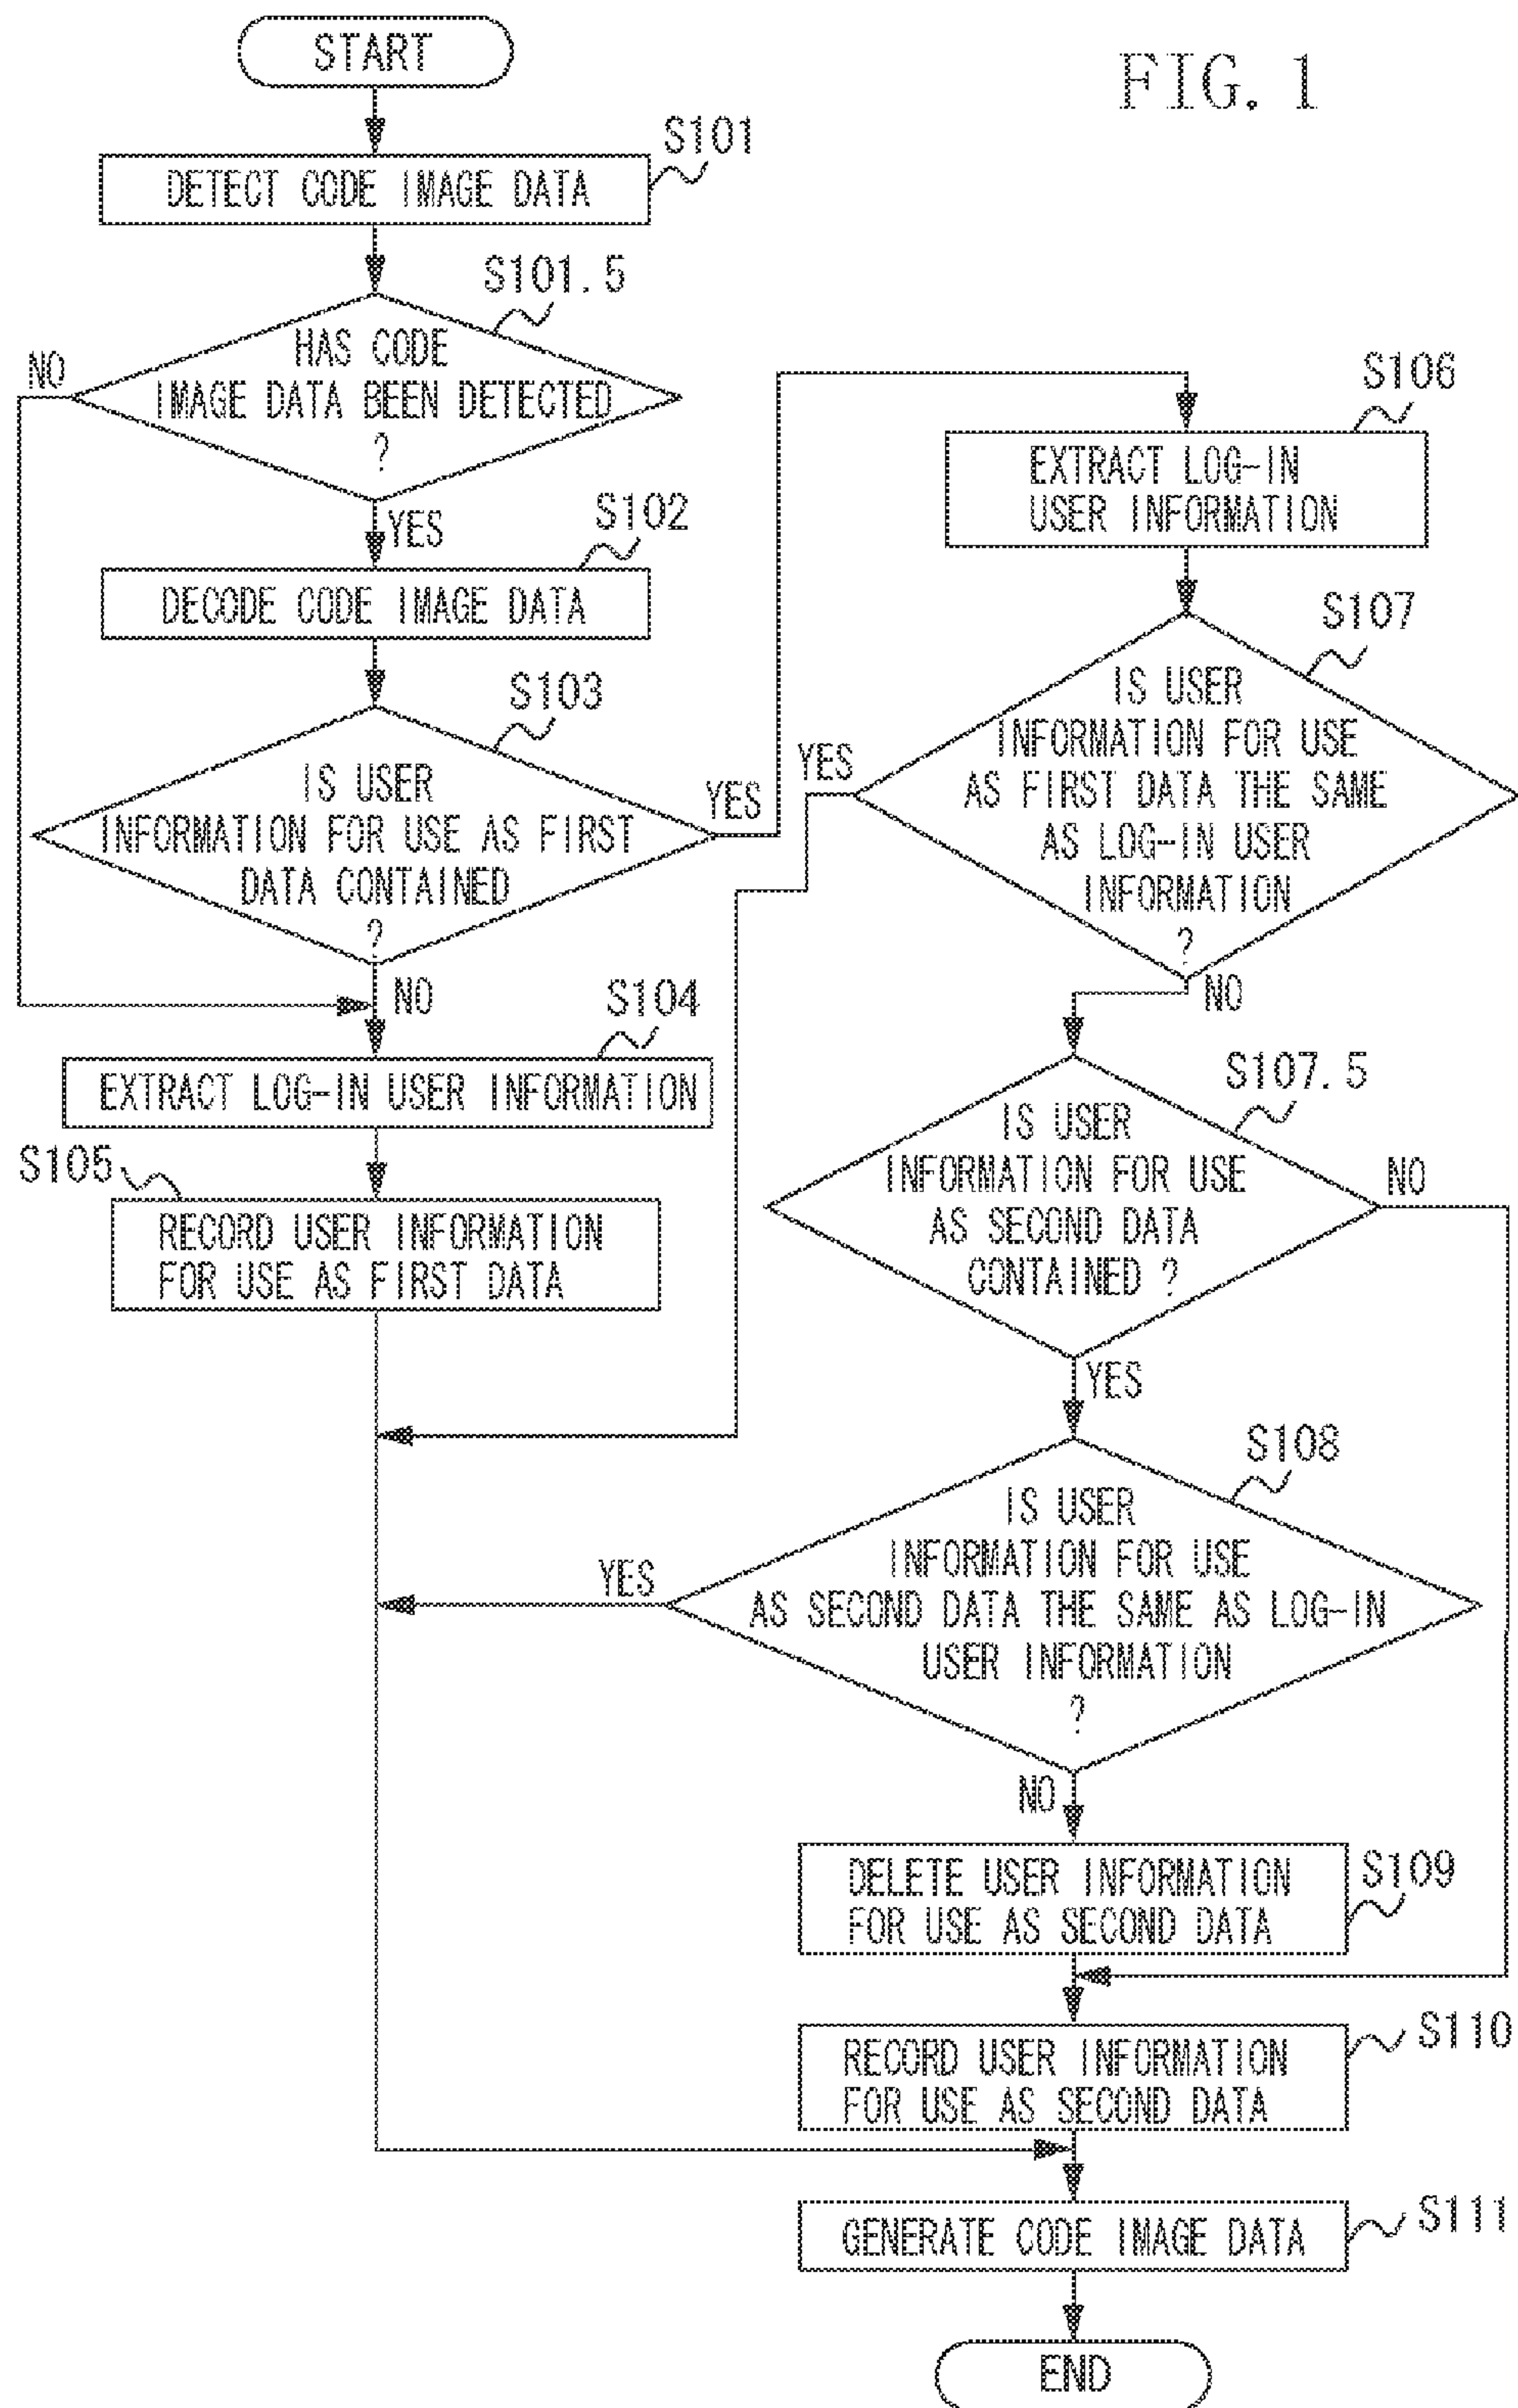 START
FIG. 1
S101
DETECT CODE IMAGE DATA
S101.5
HAS CODE
IMAGE DATA BEEN DETECTED
?
NO
YES
S102
DECODE CODE IMAGE DATA
S103
IS USER
INFORMATION FOR USE AS FIRST
DATA CONTAINED
?
YES
NO
S104
EXTRACT LOG-IN USER INFORMATION
S105
RECORD USER INFORMATION
FOR USE AS FIRST DATA
S106
EXTRACT LOG-IN
USER INFORMATION
S107
IS USER
INFORMATION FOR USE
AS FIRST DATA THE SAME
AS LOG-IN USER
INFORMATION
?
YES
NO
S107.5
IS USER
INFORMATION FOR USE
AS SECOND DATA
CONTAINED ?
NO
YES
S108
IS USER
INFORMATION FOR USE
AS SECOND DATA THE SAME AS LOG-IN
USER INFORMATION
?
YES
NO
S109
DELETE USER INFORMATION
FOR USE AS SECOND DATA
S110
RECORD USER INFORMATION
FOR USE AS SECOND DATA
S111
GENERATE CODE IMAGE DATA
END